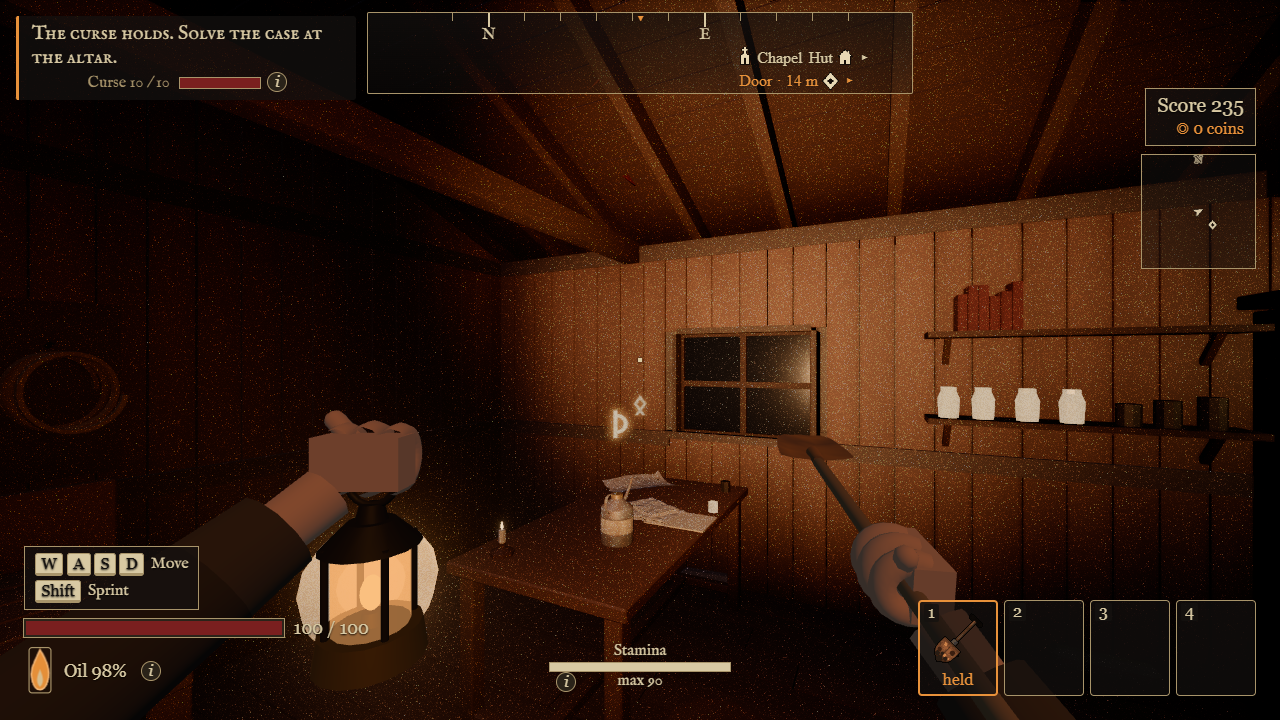 The curse holds. Solve the case at
the altar.
Curse 10/10 i
N E
Chapel Hut
Door · 14 m
Score 235
0 coins
N
Þ ᛟ
W A S D Move
Shift Sprint
100 / 100
Oil 98% i
Stamina
i max 90
1 2 3 4
held